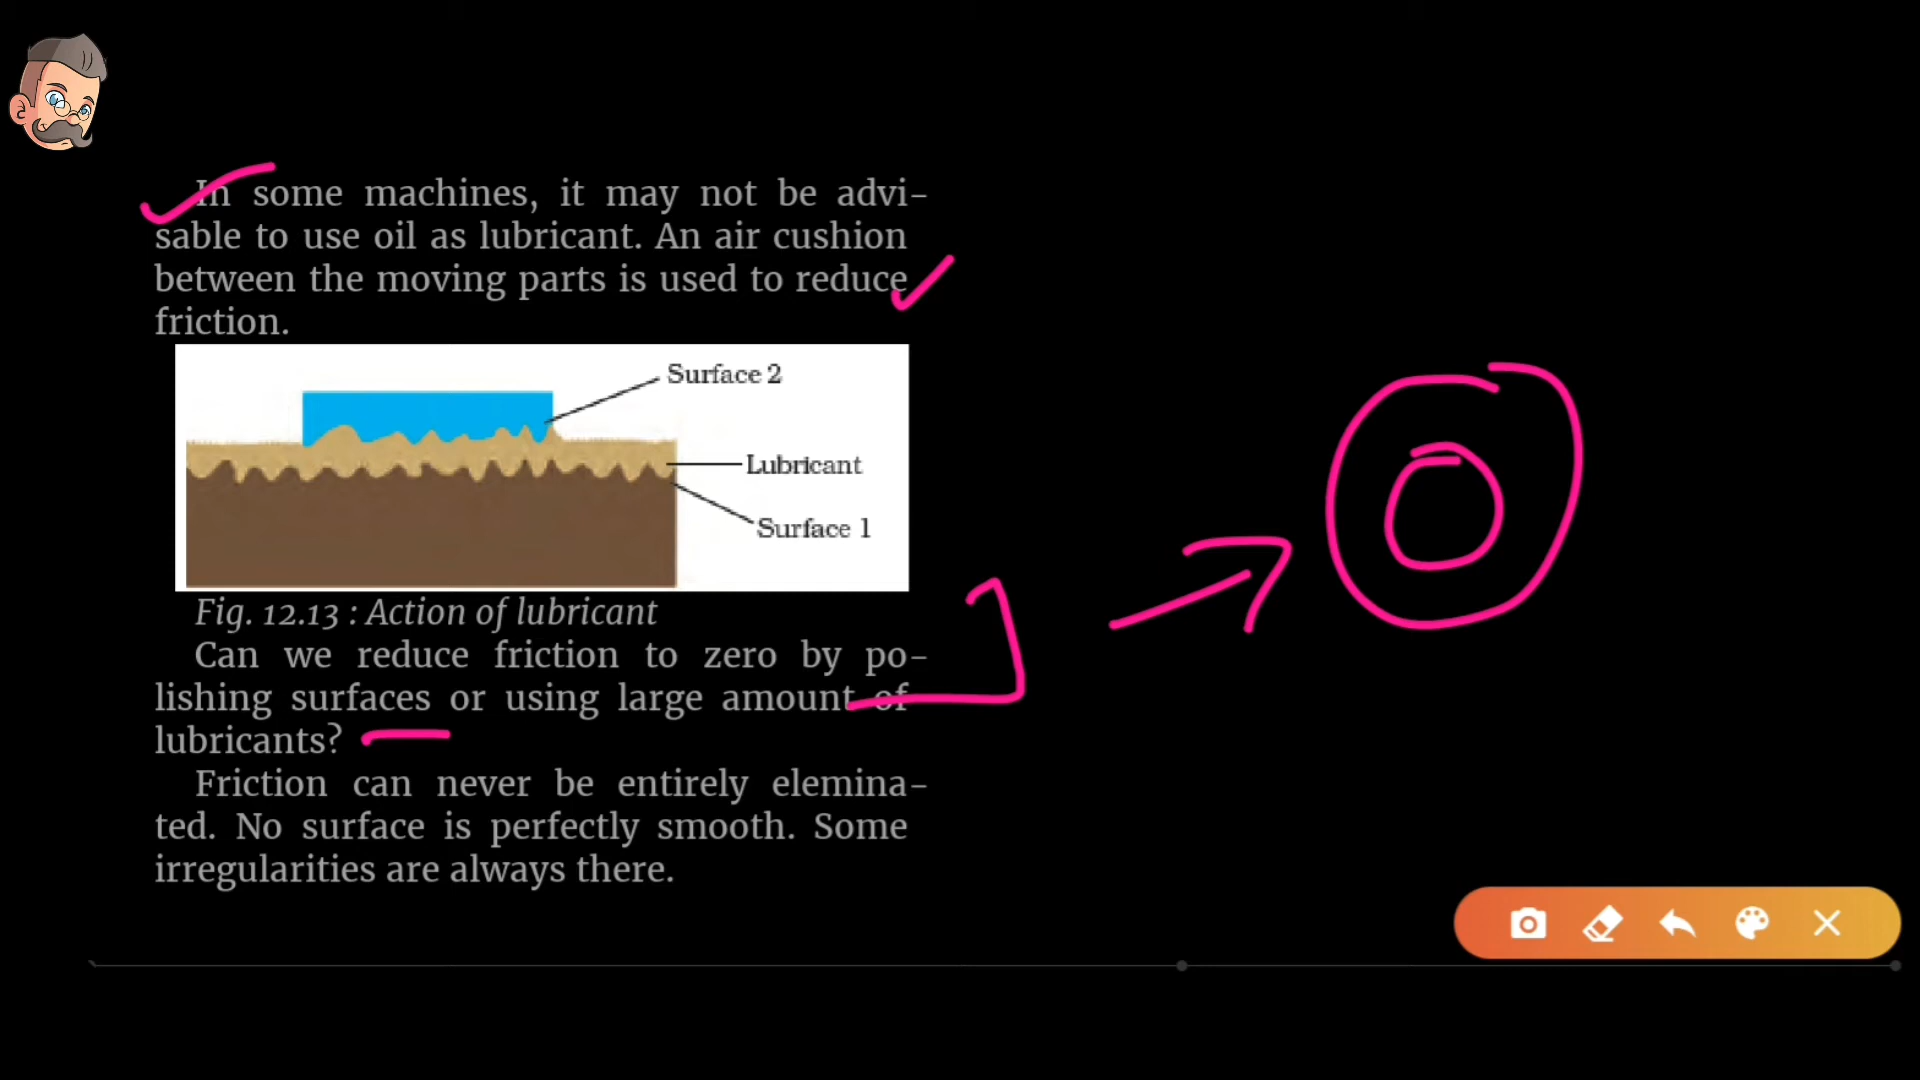 In some machines, it may not be advi-
sable to use oil as lubricant. An air cushion
between the moving parts is used to reduce
friction.
Surface 2
Lubricant
Surface 1
Fig. 12.13 : Action of lubricant
Can we reduce friction to zero by po-
lishing surfaces or using large amount of
lubricants?
Friction can never be entirely elemina-
ted. No surface is perfectly smooth. Some
irregularities are always there.